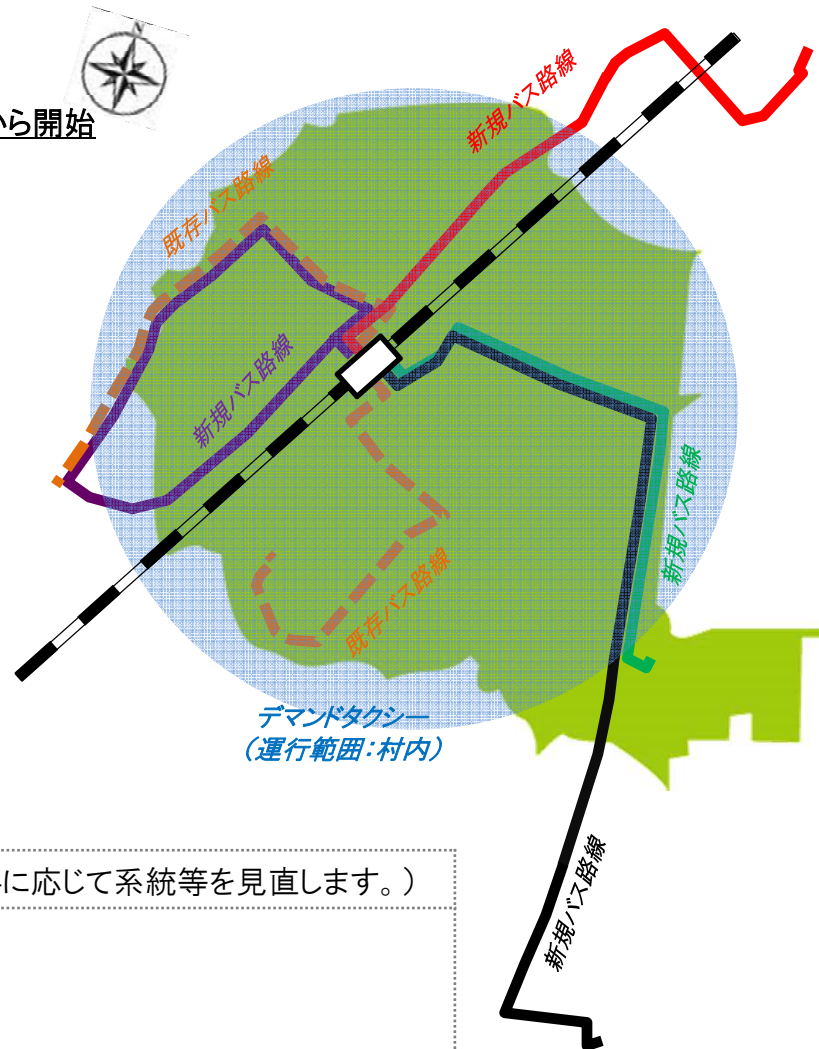 から開始
新規バス路線
既存バス路線
新規バス路線
新規バス路線
既存バス路線
デマンドタクシー
（運行範囲：村内）
に応じて系統等を見直します。）
新規バス路線